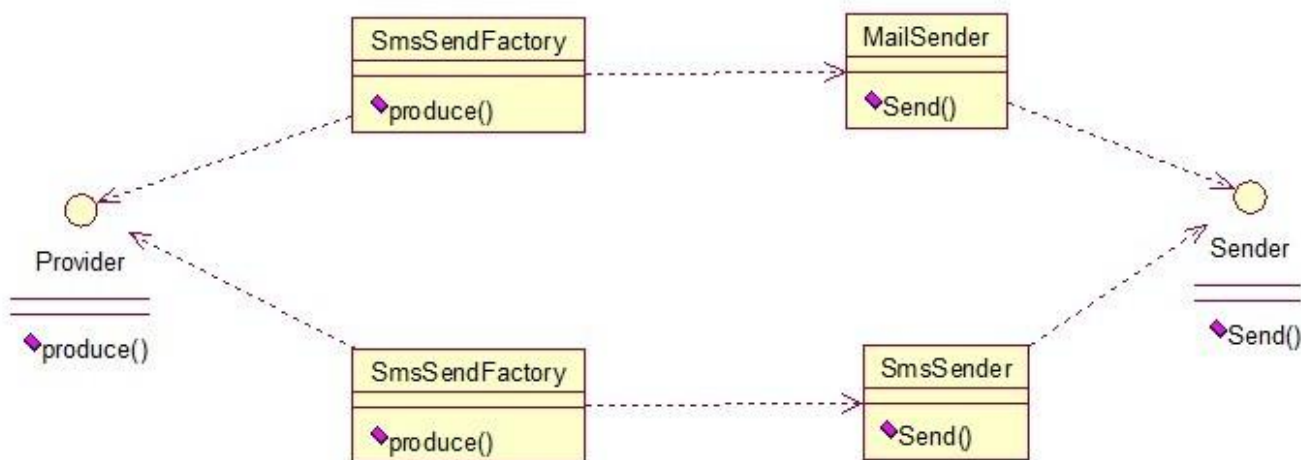 SmsSendFactory
produce()
MailSender
Send()
Provider
produce()
Sender
Send()
SmsSendFactory
produce()
SmsSender
Send()